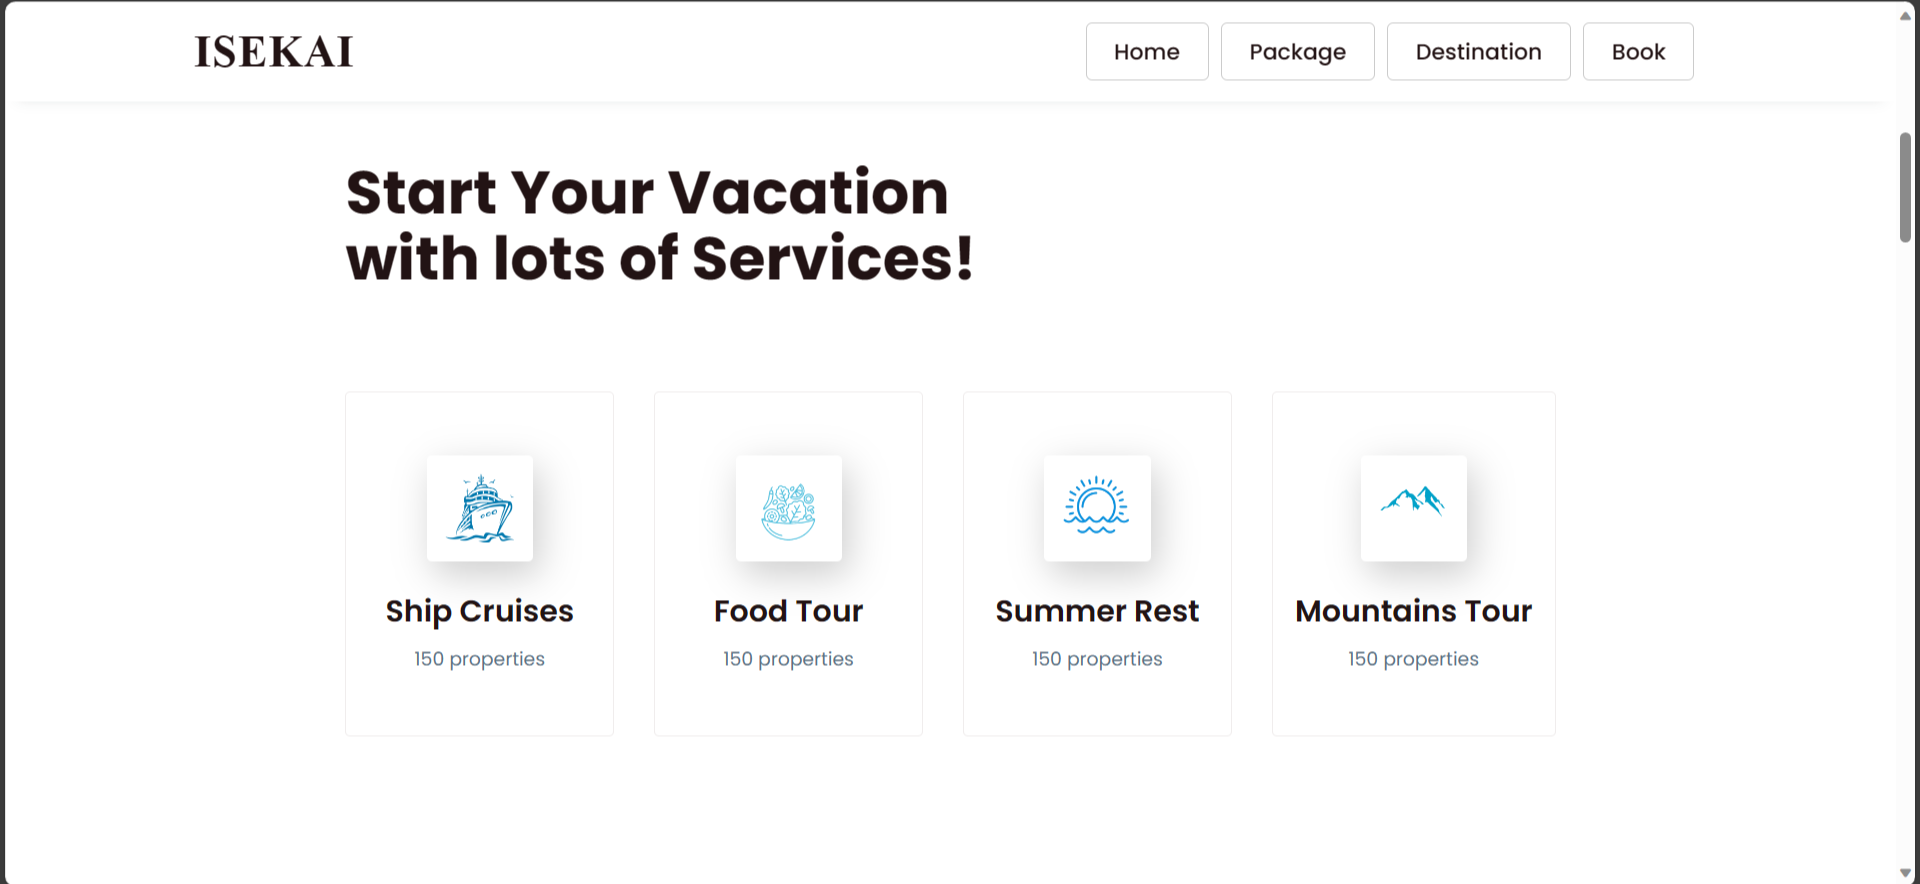 ISEKAI
Home
Package
Destination
Book
Start Your Vacation
with lots of Services!
Ship Cruises
150 properties
Food Tour
150 properties
Summer Rest
150 properties
Mountains Tour
150 properties